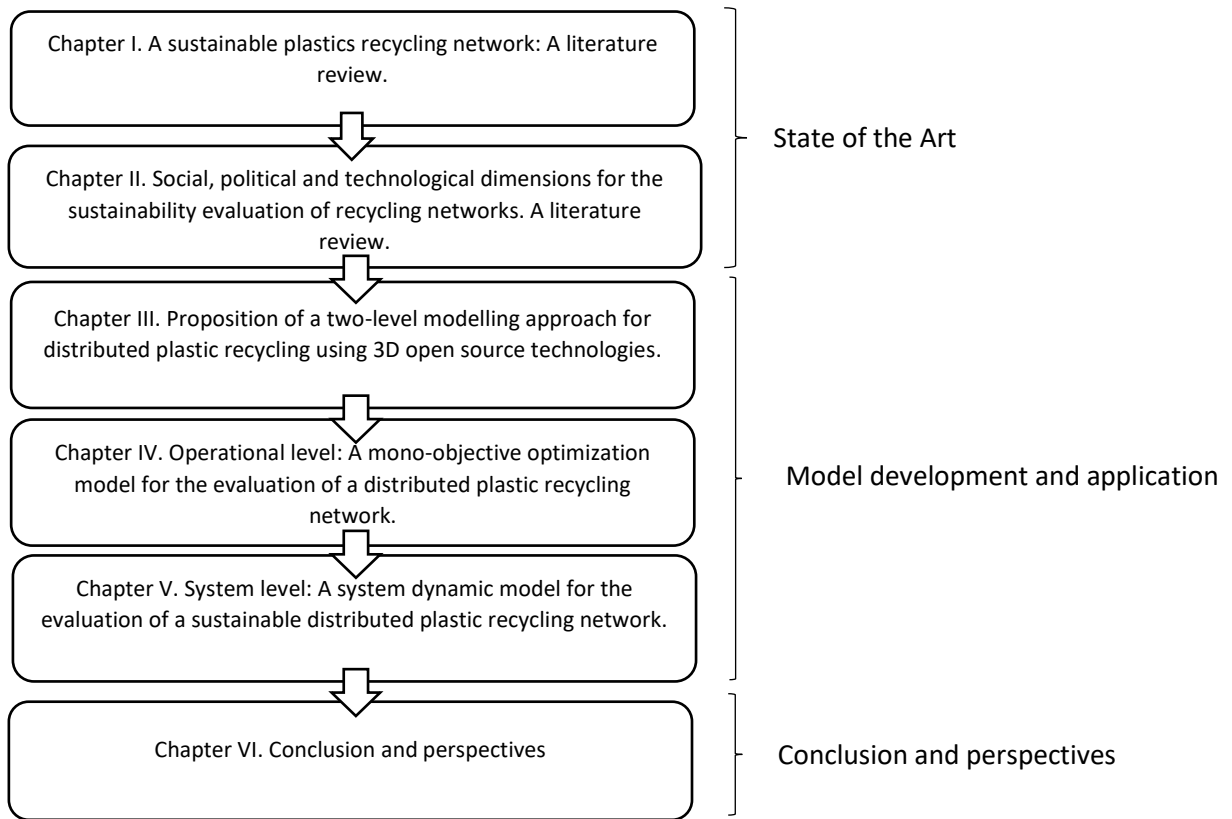 Chapter I. A sustainable plastics recycling network: A literature
review.
State of the Art
Chapter II. Social, political and technological dimensions for the
sustainability evaluation of recycling networks. A literature
review.
Chapter III. Proposition of a two-level modelling approach for
distributed plastic recycling using 3D open source technologies.
Chapter IV. Operational level: A mono-objective optimization
model for the evaluation of a distributed plastic recycling
network.
Model development and application
Chapter V. System level: A system dynamic model for the
evaluation of a sustainable distributed plastic recycling network.
Chapter VI. Conclusion and perspectives
Conclusion and perspectives